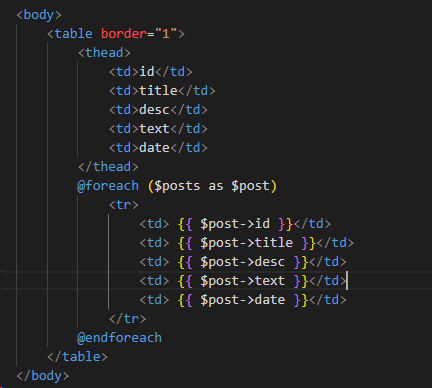 <body>
<table border="1">
<thead>
<td>id</td>
<td>title</td>
<td>desc</td>
<td>text</td>
<td>date</td>
</thead>
@foreach ($posts as $post)
<tr>
<td> {{ $post->id }}</td>
<td> {{ $post->title }}</td>
<td> {{ $post->desc }}</td>
<td> {{ $post->text }}</td>
<td> {{ $post->date }}</td>
</tr>
@endforeach
</table>
</body>